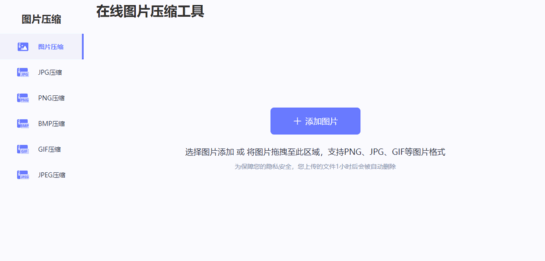 图片压缩
在线图片压缩工具
图片压缩
JPG压缩
PNG压缩
BMP压缩
GIF压缩
JPEG压缩
+ 添加图片
选择图片添加 或 将图片拖拽至此区域，支持PNG、JPG、GIF等图片格式
为保障您的隐私安全，您上传的文件1小时后会被自动删除